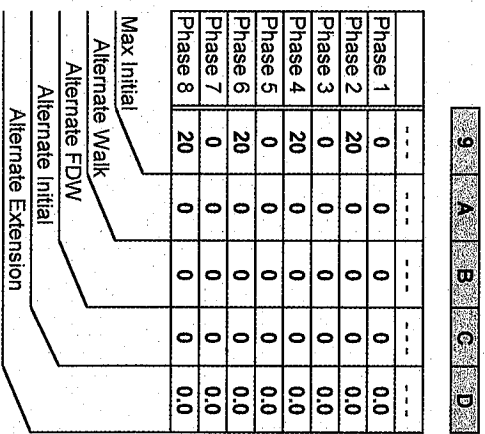 9 A B C D
--- --- --- --- ---
Phase 1 0 0 0 0 0.0
Phase 2 20 0 0 0 0.0
Phase 3 0 0 0 0 0.0
Phase 4 20 0 0 0 0.0
Phase 5 0 0 0 0 0.0
Phase 6 20 0 0 0 0.0
Phase 7 0 0 0 0 0.0
Phase 8 20 0 0 0 0.0
Max Initial
Alternate Walk
Alternate FDW
Alternate Initial
Alternate Extension